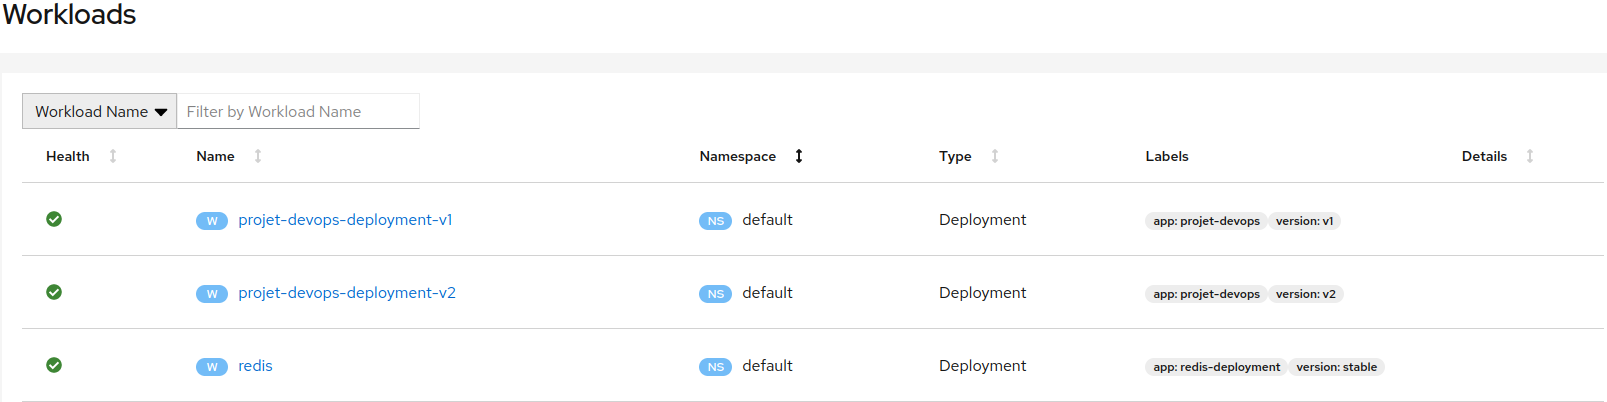 Workloads
Workload Name Filter by Workload Name
Health Name Namespace Type Labels Details
W projet-devops-deployment-v1 NS default Deployment app: projet-devops version: v1
W projet-devops-deployment-v2 NS default Deployment app: projet-devops version: v2
W redis NS default Deployment app: redis-deployment version: stable